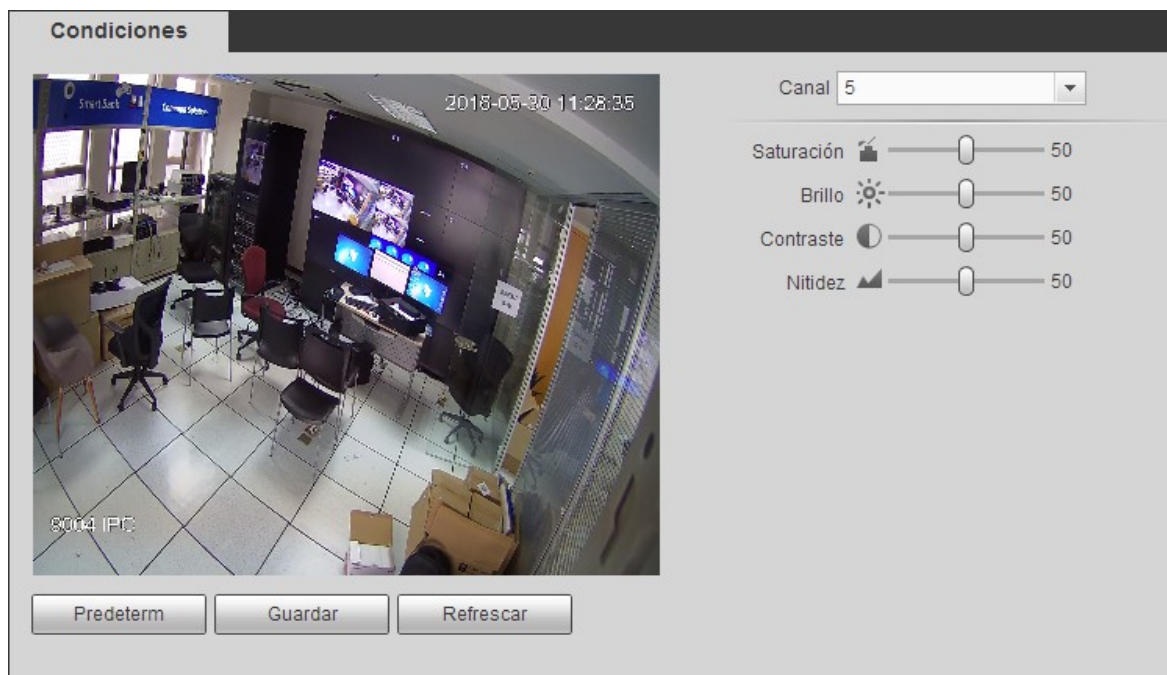 Condiciones
2018-05-30 11:28:35
9004 IPC
Canal 5
Saturación 50
Brillo 50
Contraste 50
Nitidez 50
Predeterm Guardar Refrescar